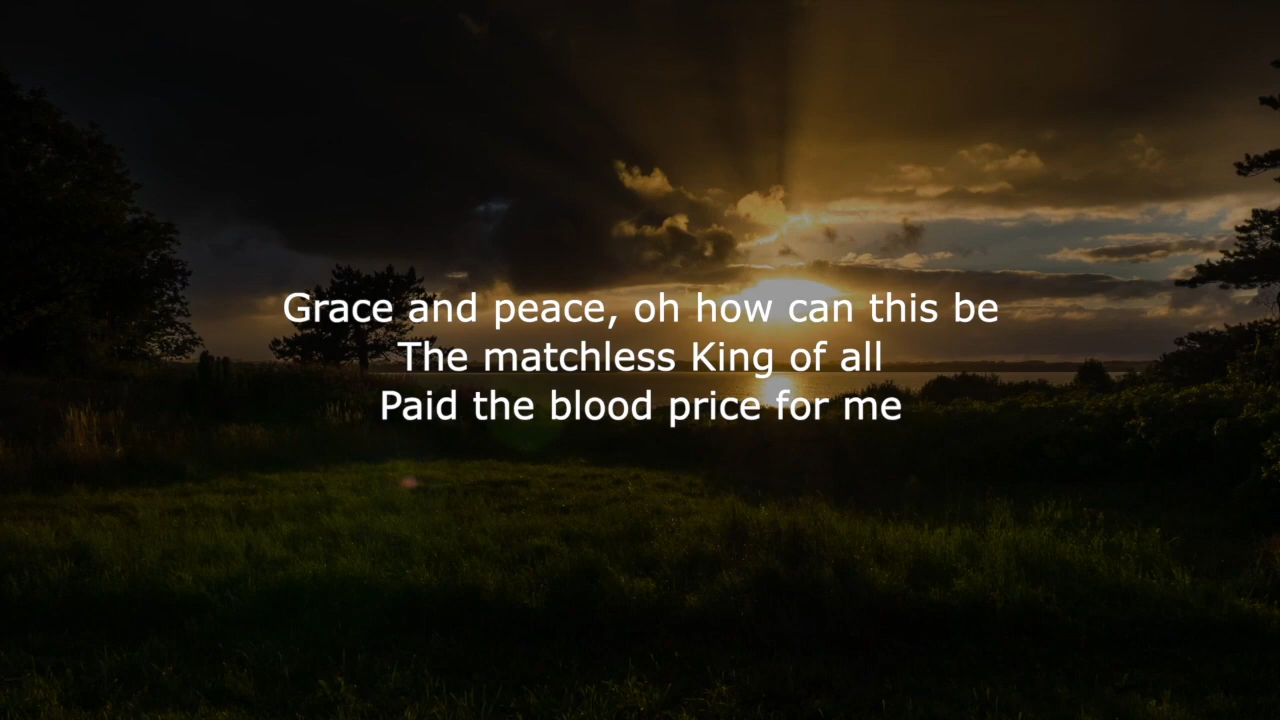 Grace and peace, oh how can this be
The matchless King of all
Paid the blood price for me